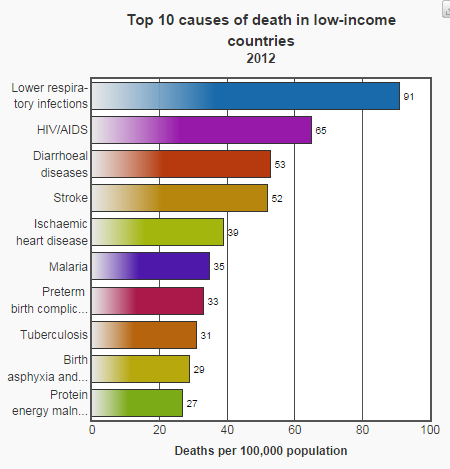 Top 10 causes of death in low-income
countries
2012
Lower respira-
tory infections
91
HIV/AIDS
65
Diarrhoeal
diseases
53
Stroke
52
Ischaemic
heart disease
39
Malaria
35
Preterm
birth complic...
33
Tuberculosis
31
Birth
asphyxia and...
29
Protein
energy maln...
27
0 20 40 60 80 100
Deaths per 100,000 population